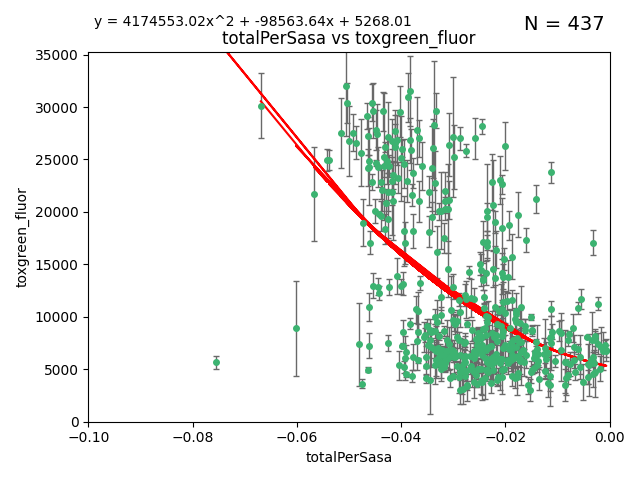 y = 4174553.02x^2 + -98563.64x + 5268.01
N = 437
totalPerSasa vs toxgreen_fluor
35000
30000
25000
20000
15000
10000
5000
0
toxgreen_fluor
−0.10 −0.08 −0.06 −0.04 −0.02 0.00
totalPerSasa